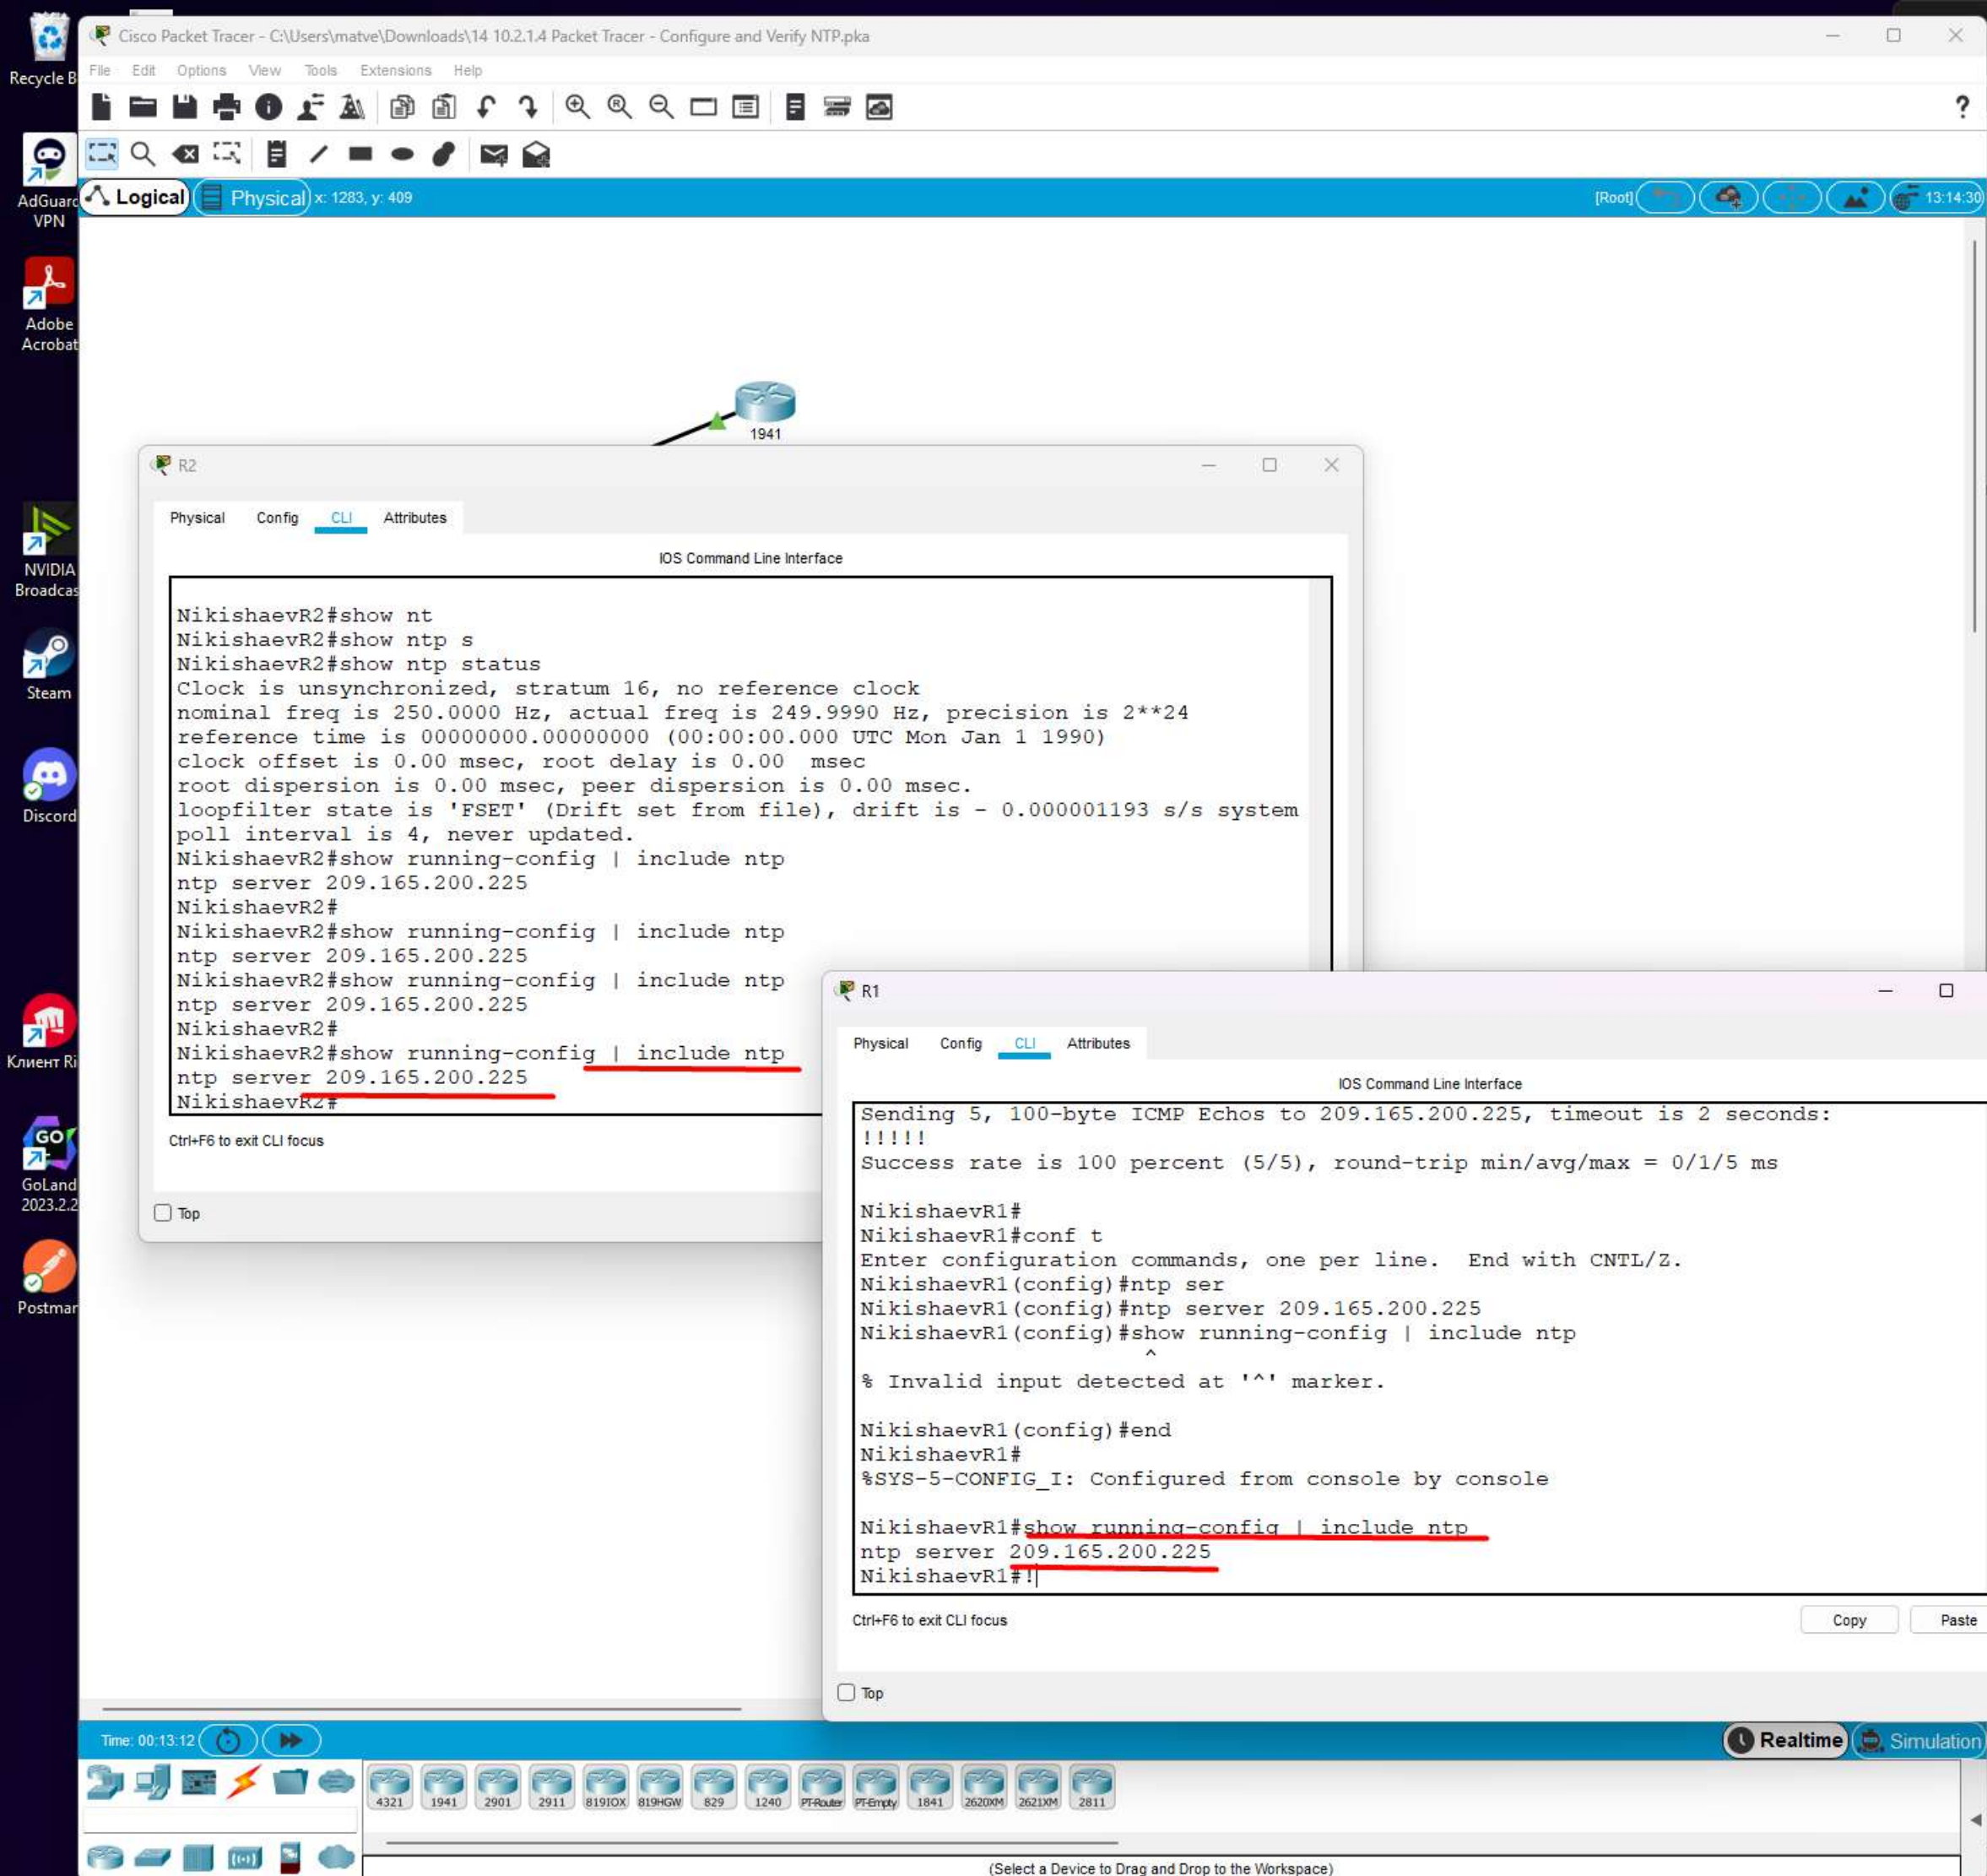 Cisco Packet Tracer - C:\Users\matve\Downloads\14 10.2.1.4 Packet Tracer - Configure and Verify NTP.pka
File Edit Options View Tools Extensions Help
?
Logical Physical x: 1283, y: 409 [Root] 13:14:30
Recycle B
AdGuard
VPN
Adobe
Acrobat
NVIDIA
Broadcas
Steam
Discord
Клиент Ri
GO
GoLand
2023.2.2
Postman
1941
R2
Physical Config CLI Attributes
IOS Command Line Interface
NikishaevR2#show nt
NikishaevR2#show ntp s
NikishaevR2#show ntp status
Clock is unsynchronized, stratum 16, no reference clock
nominal freq is 250.0000 Hz, actual freq is 249.9990 Hz, precision is 2**24
reference time is 00000000.00000000 (00:00:00.000 UTC Mon Jan 1 1990)
clock offset is 0.00 msec, root delay is 0.00  msec
root dispersion is 0.00 msec, peer dispersion is 0.00 msec.
loopfilter state is 'FSET' (Drift set from file), drift is - 0.000001193 s/s system
poll interval is 4, never updated.
NikishaevR2#show running-config | include ntp
ntp server 209.165.200.225
NikishaevR2#
NikishaevR2#show running-config | include ntp
ntp server 209.165.200.225
NikishaevR2#show running-config | include ntp
ntp server 209.165.200.225
NikishaevR2#
NikishaevR2#show running-config | include ntp
ntp server 209.165.200.225
NikishaevR2#
Ctrl+F6 to exit CLI focus
Top
R1
Physical Config CLI Attributes
IOS Command Line Interface
Sending 5, 100-byte ICMP Echos to 209.165.200.225, timeout is 2 seconds:
!!!!!
Success rate is 100 percent (5/5), round-trip min/avg/max = 0/1/5 ms
NikishaevR1#
NikishaevR1#conf t
Enter configuration commands, one per line.  End with CNTL/Z.
NikishaevR1(config)#ntp ser
NikishaevR1(config)#ntp server 209.165.200.225
NikishaevR1(config)#show running-config | include ntp
^
% Invalid input detected at '^' marker.
NikishaevR1(config)#end
NikishaevR1#
%SYS-5-CONFIG_I: Configured from console by console
NikishaevR1#show running-config | include ntp
ntp server 209.165.200.225
NikishaevR1#!
Ctrl+F6 to exit CLI focus
Copy Paste
Top
Time: 00:13:12 Realtime Simulation
4321 1941 2901 2911 819IOX 819HGW 829 1240 PT-Router PT-Empty 1841 2620XM 2621XM 2811
(Select a Device to Drag and Drop to the Workspace)